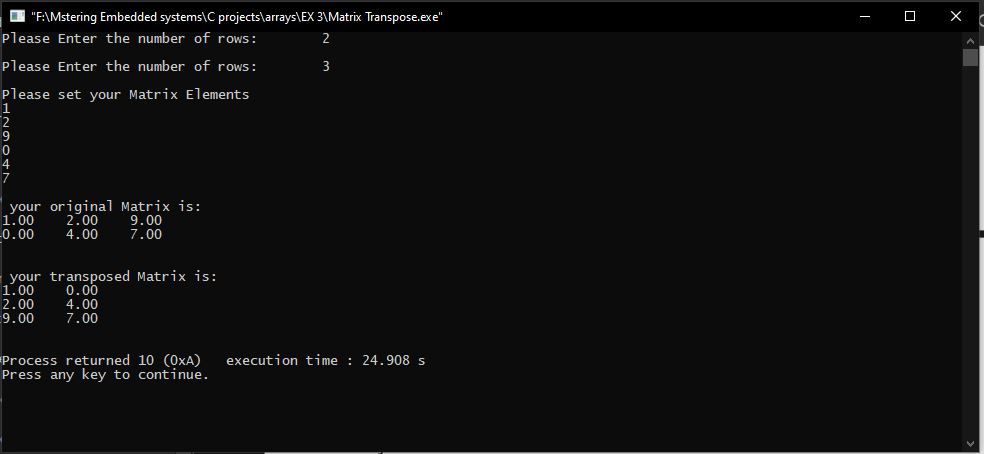 "F:\Mstering Embedded systems\C projects\arrays\EX 3\Matrix Transpose.exe"
Please Enter the number of rows: 2
Please Enter the number of rows: 3
Please set your Matrix Elements
1
2
9
0
4
7
your original Matrix is:
1.00 2.00 9.00
0.00 4.00 7.00
your transposed Matrix is:
1.00 0.00
2.00 4.00
9.00 7.00
Process returned 10 (0xA) execution time : 24.908 s
Press any key to continue.